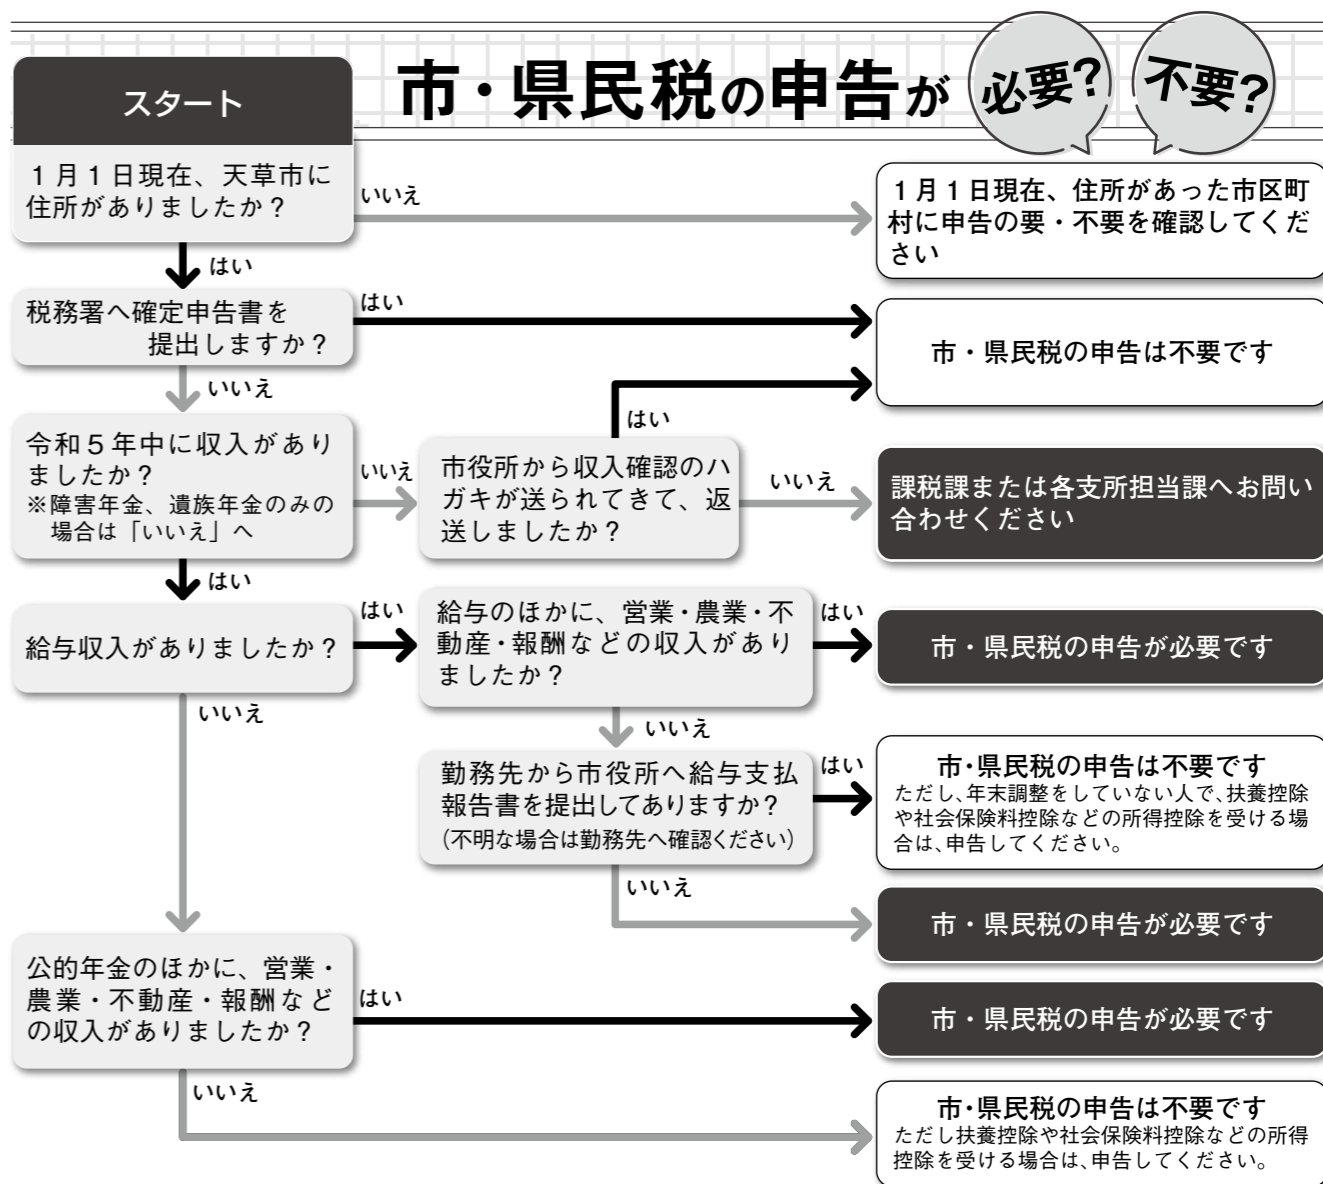 市・県民税の申告が
必要?
不要?
スタート
1月1日現在、天草市に
住所がありましたか?
いいえ
1月1日現在、住所があった市区町
村に申告の要・不要を確認してくだ
さい
はい
税務署へ確定申告書を
提出しますか?
はい
市・県民税の申告は不要です
いいえ
令和5年中に収入があり
ましたか?
※障害年金、遺族年金のみの
場合は「いいえ」へ
いいえ
市役所から収入確認のハ
ガキが送られてきて、返
送しましたか?
はい
いいえ
課税課または各支所担当課へお問い
合わせください
はい
給与収入がありましたか?
はい
給与のほかに、営業・農業・不
動産・報酬などの収入があり
ましたか?
はい
市・県民税の申告が必要です
いいえ
いいえ
勤務先から市役所へ給与支払
報告書を提出してありますか?
(不明な場合は勤務先へ確認ください)
はい
市・県民税の申告は不要です
ただし、年末調整をしていない人で、扶養控除
や社会保険料控除などの所得控除を受ける場
合は、申告してください。
いいえ
市・県民税の申告が必要です
公的年金のほかに、営業・
農業・不動産・報酬など
の収入がありましたか?
はい
市・県民税の申告が必要です
いいえ
市・県民税の申告は不要です
ただし扶養控除や社会保険料控除などの所得
控除を受ける場合は、申告してください。